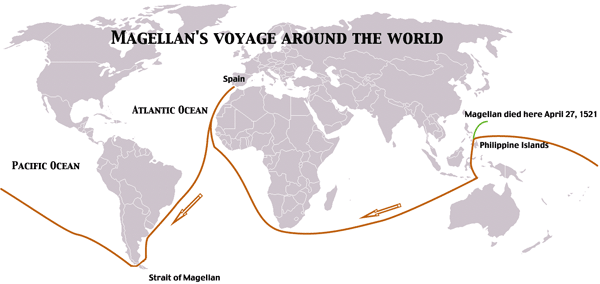 MAGELLAN'S VOYAGE AROUND THE WORLD
Spain
ATLANTIC OCEAN
Magellan died here April 27, 1521
Philippine Islands
PACIFIC OCEAN
Strait of Magellan